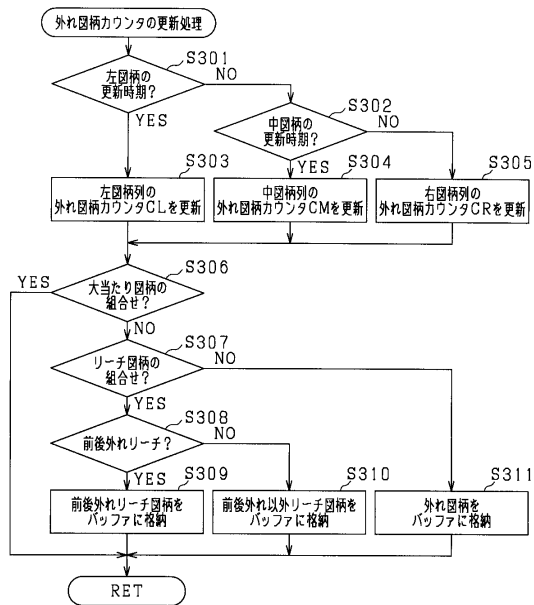 外れ図柄カウンタの更新処理
S301
左図柄の
更新時期？
NO
YES
S302
中図柄の
更新時期？
NO
YES
S303
左図柄列の
外れ図柄カウンタCLを更新
S304
中図柄列の
外れ図柄カウンタCMを更新
S305
右図柄列の
外れ図柄カウンタCRを更新
S306
大当たり図柄の
組合せ？
YES
NO
S307
リーチ図柄の
組合せ？
NO
YES
S308
前後外れリーチ？
NO
YES
S309
前後外れリーチ図柄を
バッファに格納
S310
前後外れ以外リーチ図柄を
バッファに格納
S311
外れ図柄を
バッファに格納
RET